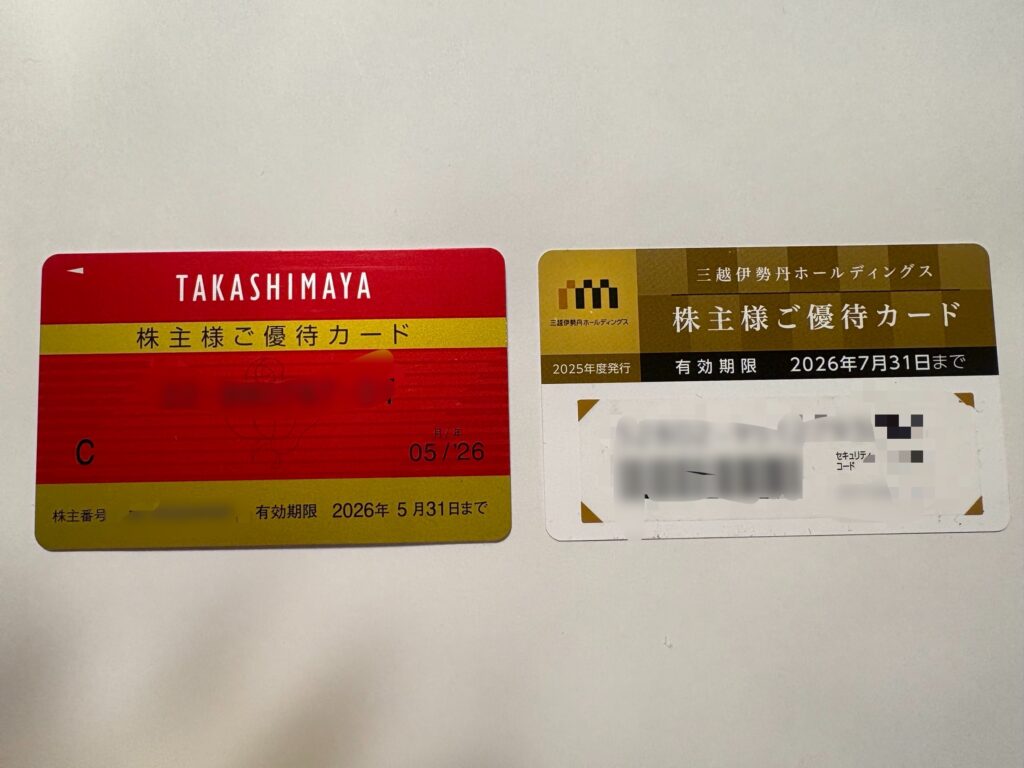 TAKASHIMAYA
株主様ご優待カード
C
月/年
05/'26
株主番号
有効期限 2026年 5月31日まで
三越伊勢丹ホールディングス
三越伊勢丹ホールディングス
株主様ご優待カード
2025年度発行
有効期限 2026年7月31日まで
セキュリティ
コード